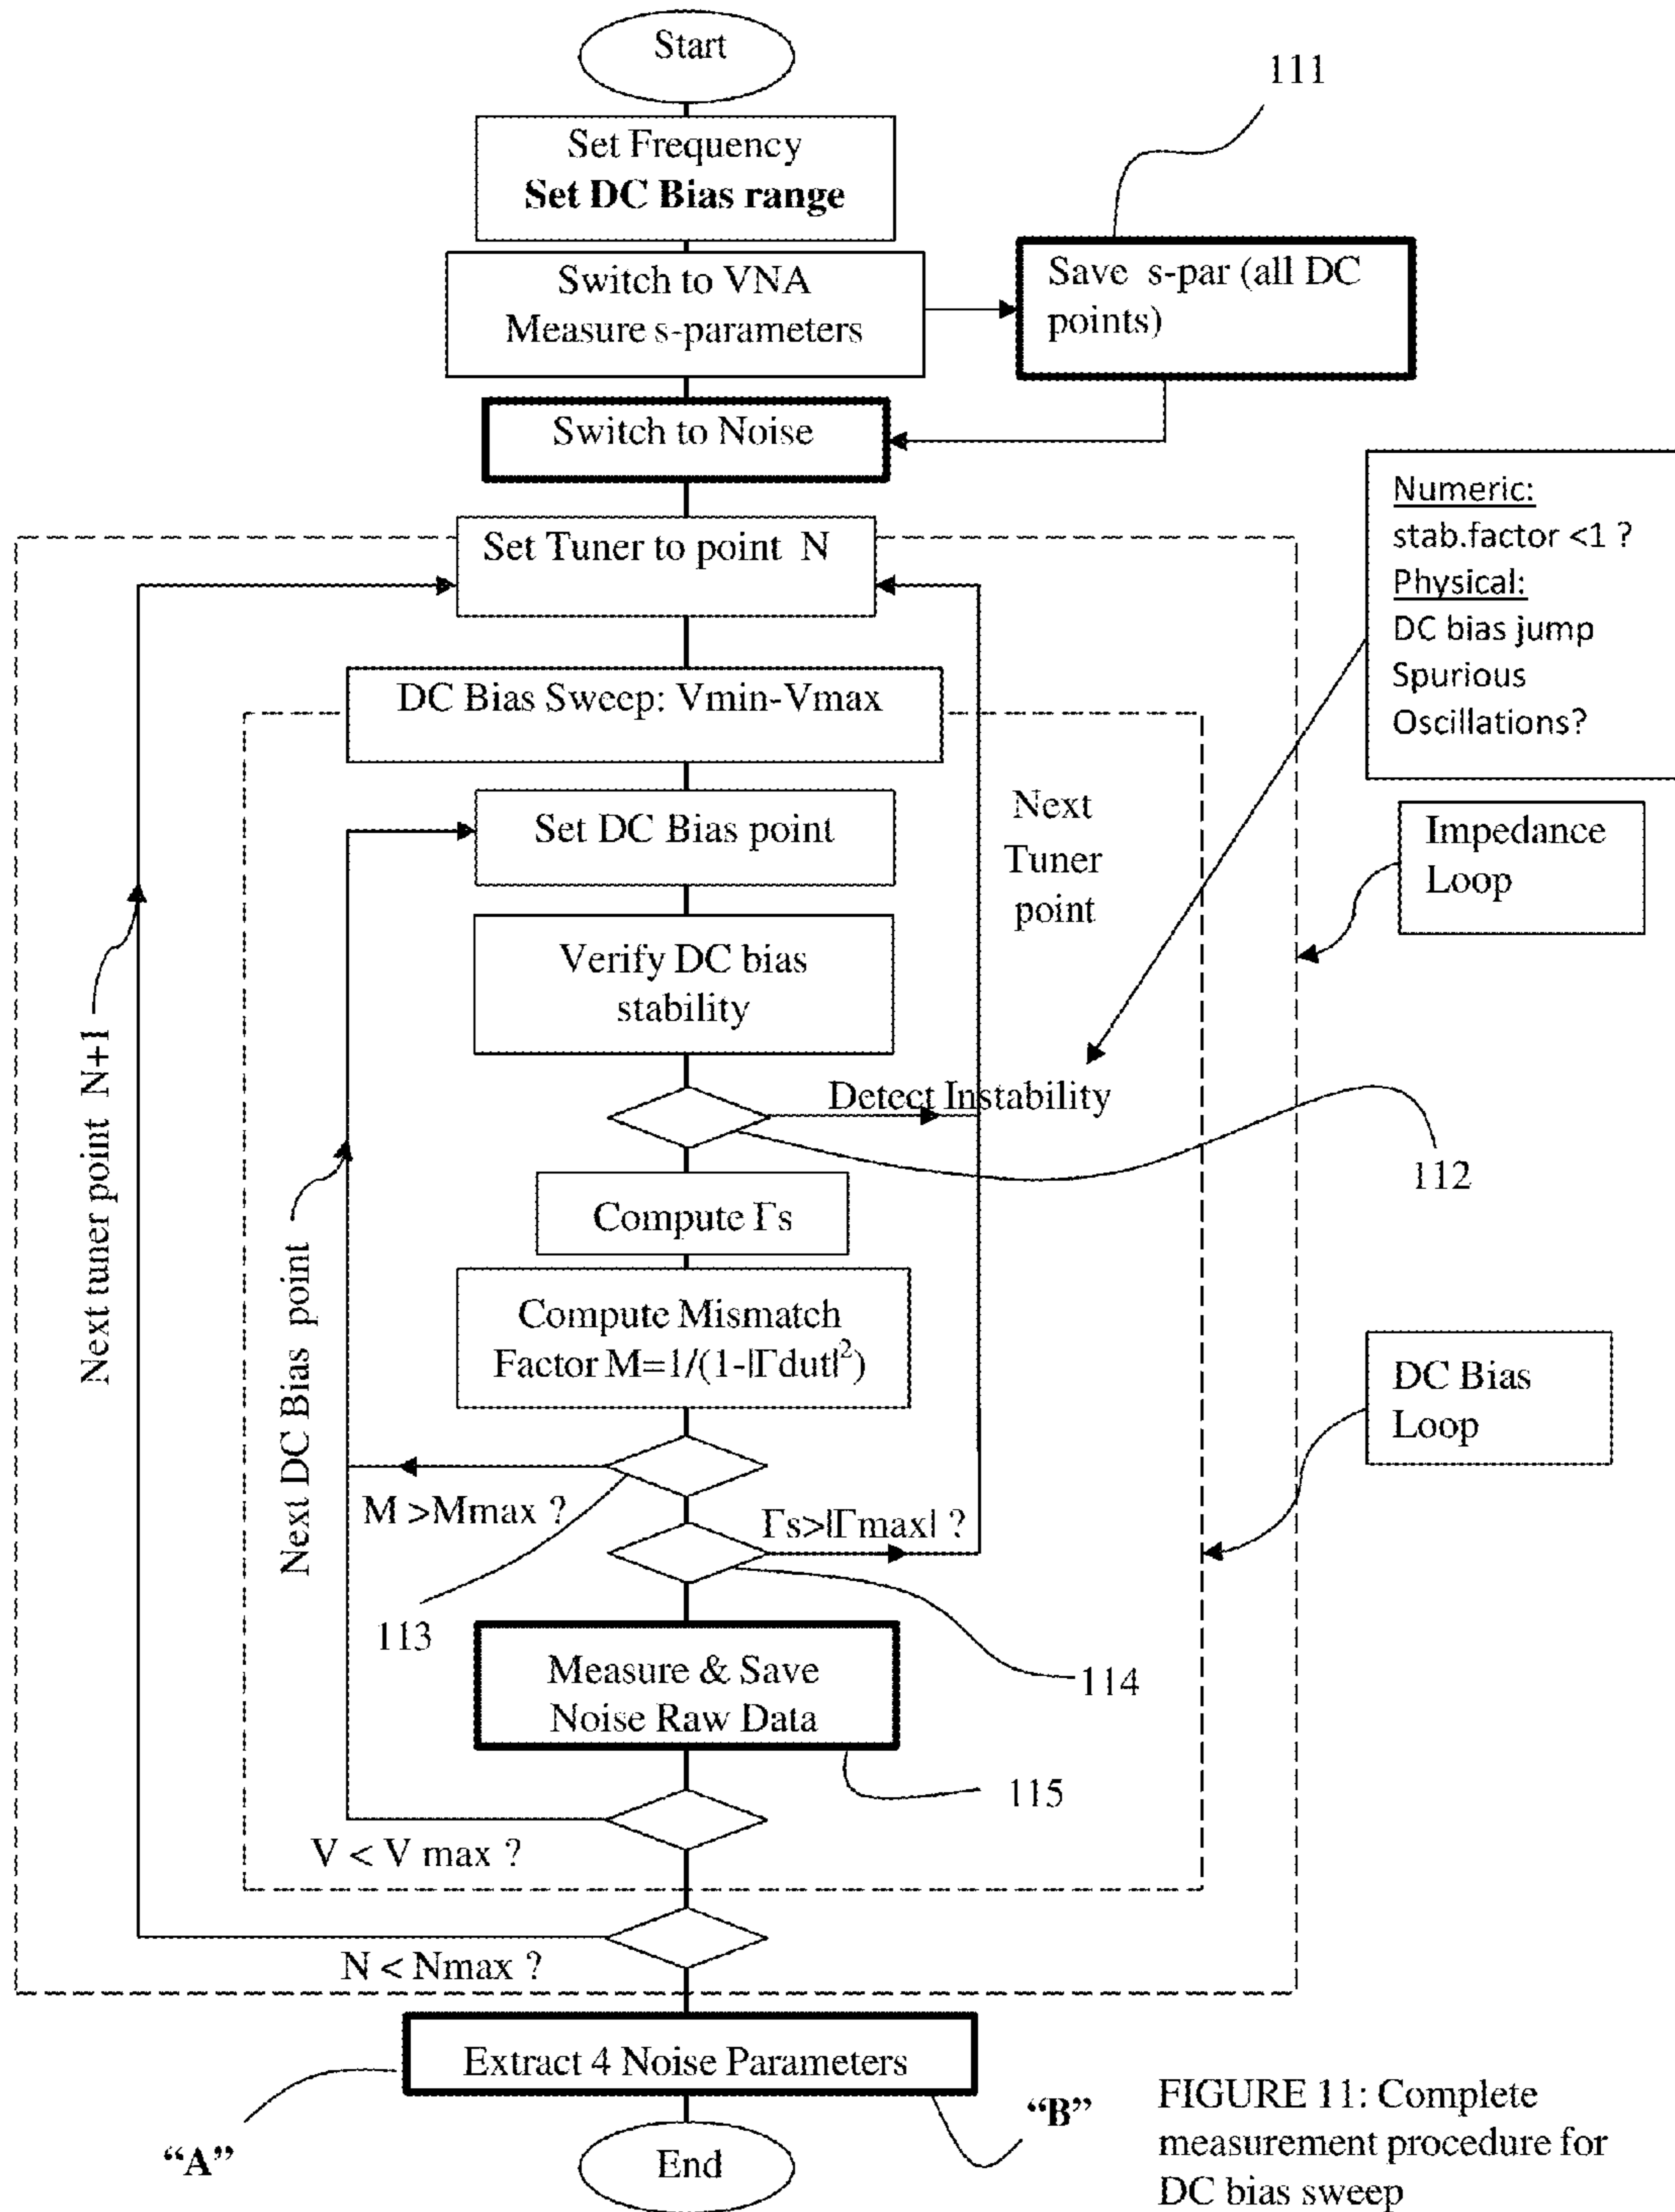 Start
111
Set Frequency
Set DC Bias range
Switch to VNA
Measure s-parameters
Save s-par (all DC
points)
Switch to Noise
Numeric:
stab.factor <1 ?
Physical:
DC bias jump
Spurious
Oscillations?
Set Tuner to point N
DC Bias Sweep: Vmin-Vmax
Set DC Bias point
Next
Tuner
point
Impedance
Loop
Verify DC bias
stability
Next tuner point N+1
Detect Instability
112
Compute Γs
Next DC Bias point
Compute Mismatch
Factor M=1/(1-|Γdut|²)
DC Bias
Loop
M >Mmax ?
Γs>|Γmax| ?
113
114
Measure & Save
Noise Raw Data
115
V < V max ?
N < Nmax ?
Extract 4 Noise Parameters
“A”
“B”
End
FIGURE 11: Complete
measurement procedure for
DC bias sweep